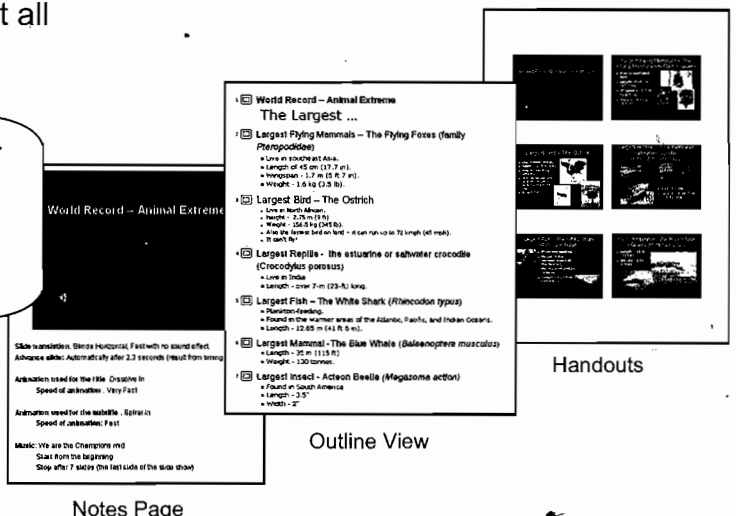 t all
World Record – Animal Extreme
Slide translation: Blinds Horizontal, Fast with no sound effect.
Advance slide: Automatically after 2.3 seconds (result from timing
Animation used for the title: Dissolve In
Speed of animation: Very Fast
Animation used for the subtitle: Spiral In
Speed of animation: Fast
Music: We are the Champions mid
Start from the beginning
Stop after 7 slides (the last slide of the slide show)
Notes Page
1 World Record – Animal Extreme
The Largest ...
2 Largest Flying Mammals – The Flying Foxes (family
Pteropodidae)
Live in southeast Asia.
Length of 45 cm (17.7 in).
Wingspan - 1.7 m (5 ft 7 in).
Weight - 1.6 kg (3.5 lb).
3 Largest Bird – The Ostrich
Live in North African.
height - 2.75 m (9 ft)
Weight - 156.5 kg (345 lb).
Also the fastest bird on land - it can run up to 72 kmph (45 mph).
It can't fly!
4 Largest Reptile - the estuarine or saltwater crocodile
(Crocodylus porosus)
Live in India
Length - over 7-m (23-ft) long.
5 Largest Fish – The White Shark (Rhincodon typus)
Plankton-feeding.
Found in the warmer areas of the Atlantic, Pacific, and Indian Oceans.
Length - 12.65 m (41 ft 6 in).
6 Largest Mammal -The Blue Whale (Balaenoptera musculus)
Length - 35 m (115 ft)
Weight - 130 tonnes.
7 Largest Insect - Acteon Beetle (Megasoma action)
Found in South America
Length - 3.5"
Width - 2"
Outline View
1
Handouts